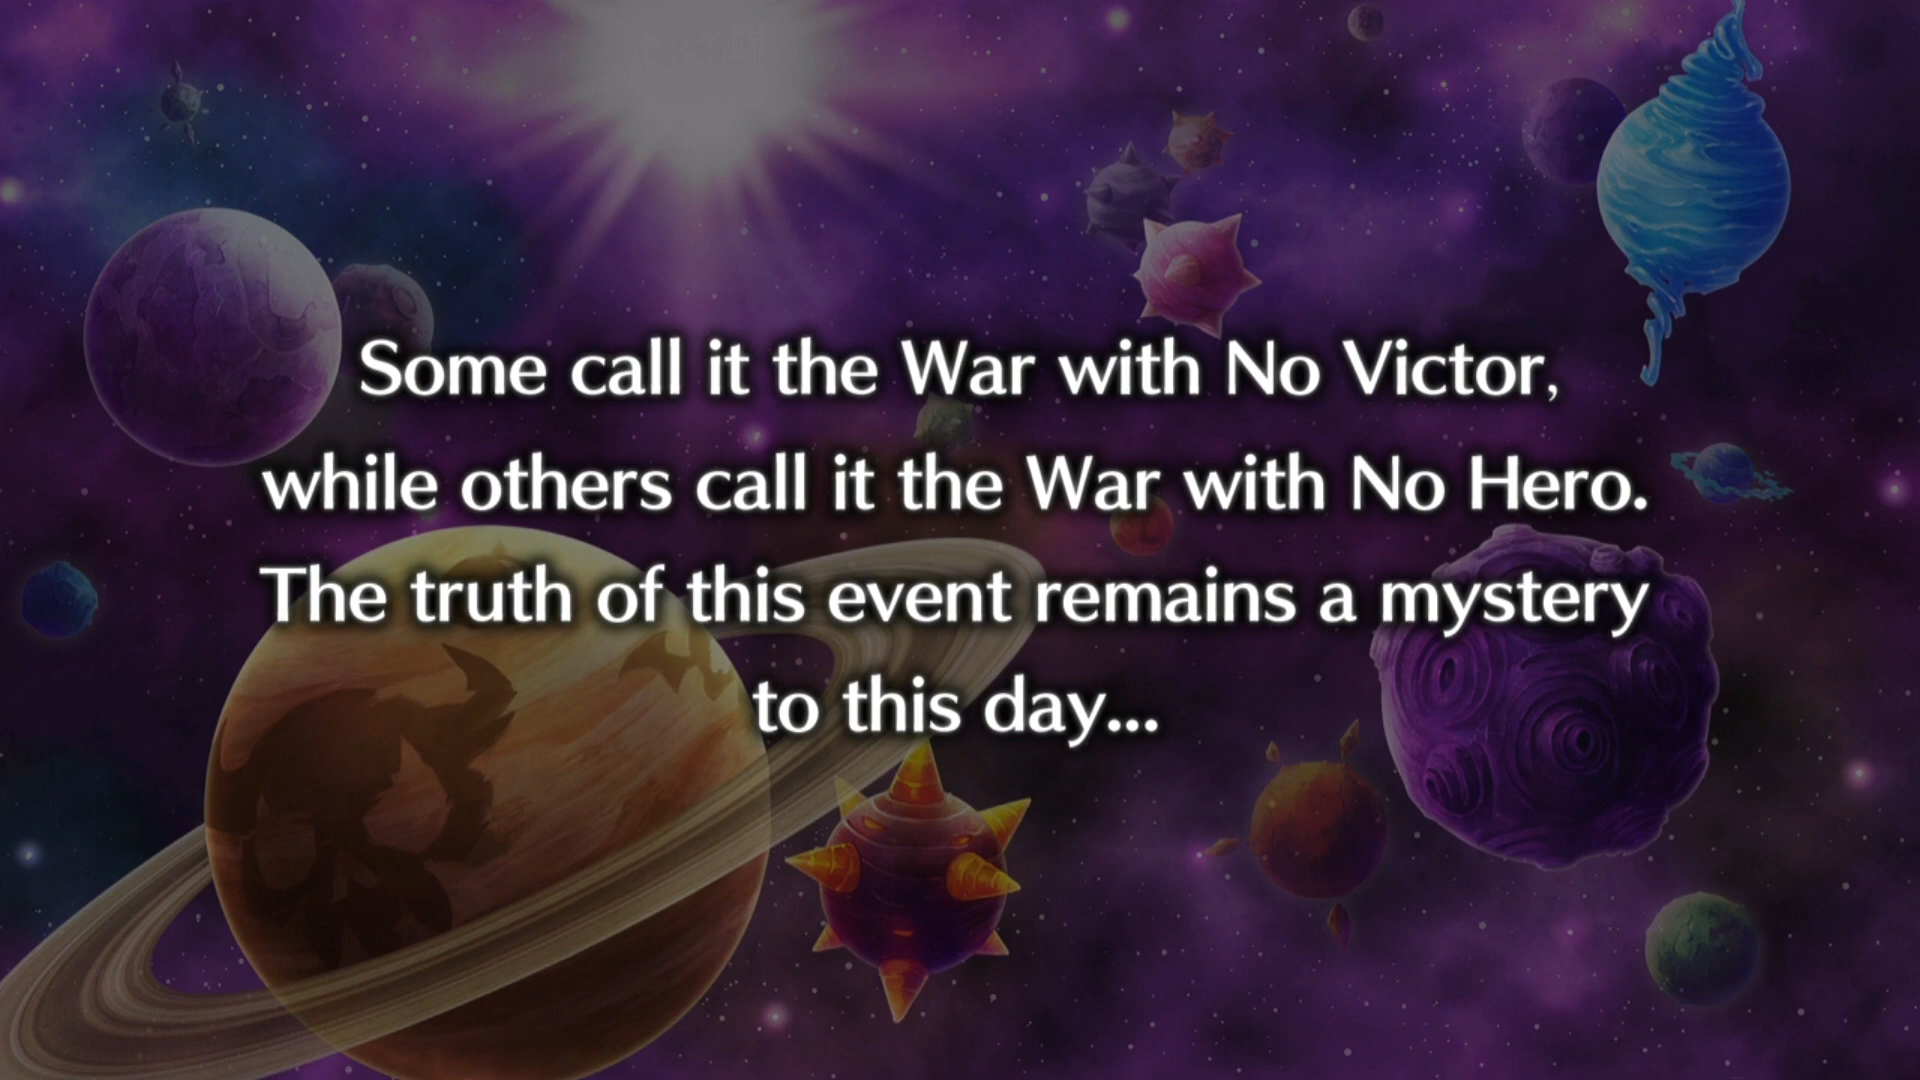 Some call it the War with No Victor,
while others call it the War with No Hero.
The truth of this event remains a mystery
to this day...